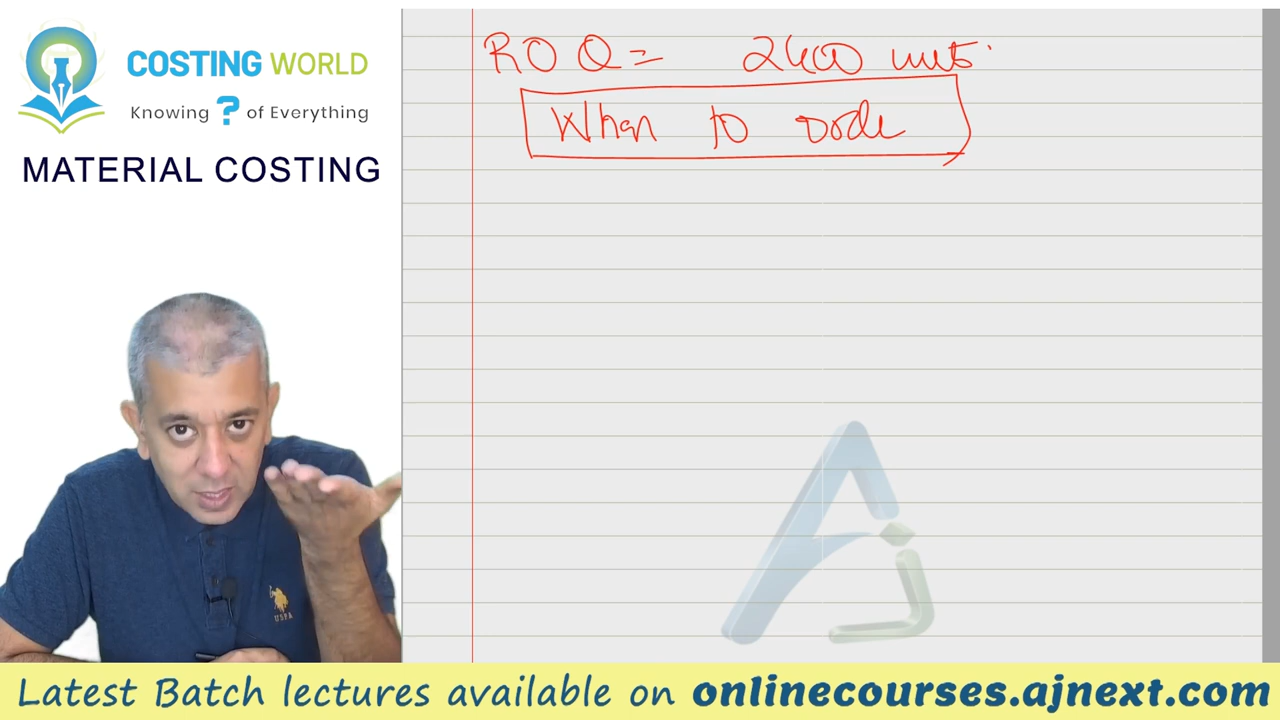 COSTING WORLD
Knowing ? of Everything
MATERIAL COSTING
ROQ = 2400 units
When to orde
USPA
Latest Batch lectures available on onlinecourses.ajnext.com